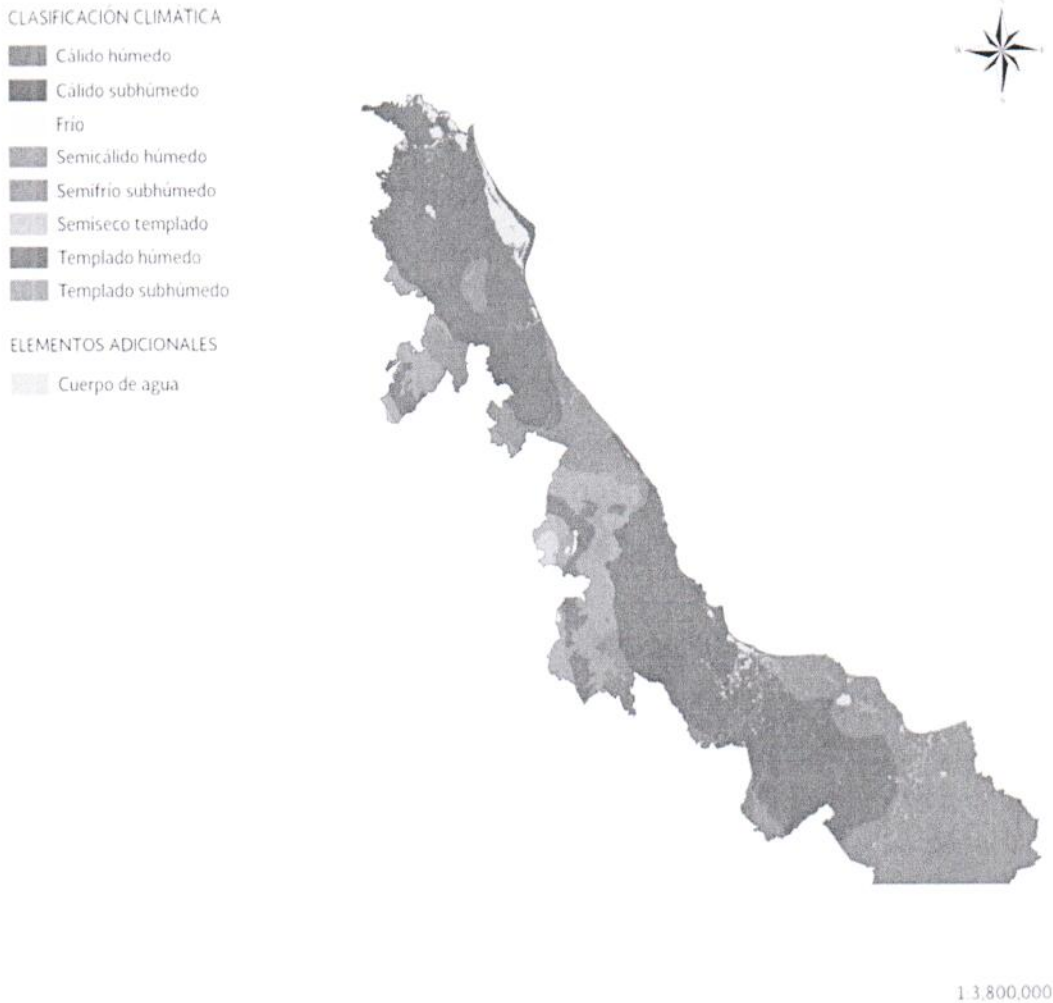 CLASIFICACIÓN CLIMÁTICA
Cálido húmedo
Cálido subhúmedo
Frío
Semicálido húmedo
Semifrío subhúmedo
Semiseco templado
Templado húmedo
Templado subhúmedo
ELEMENTOS ADICIONALES
Cuerpo de agua
1:3,800,000